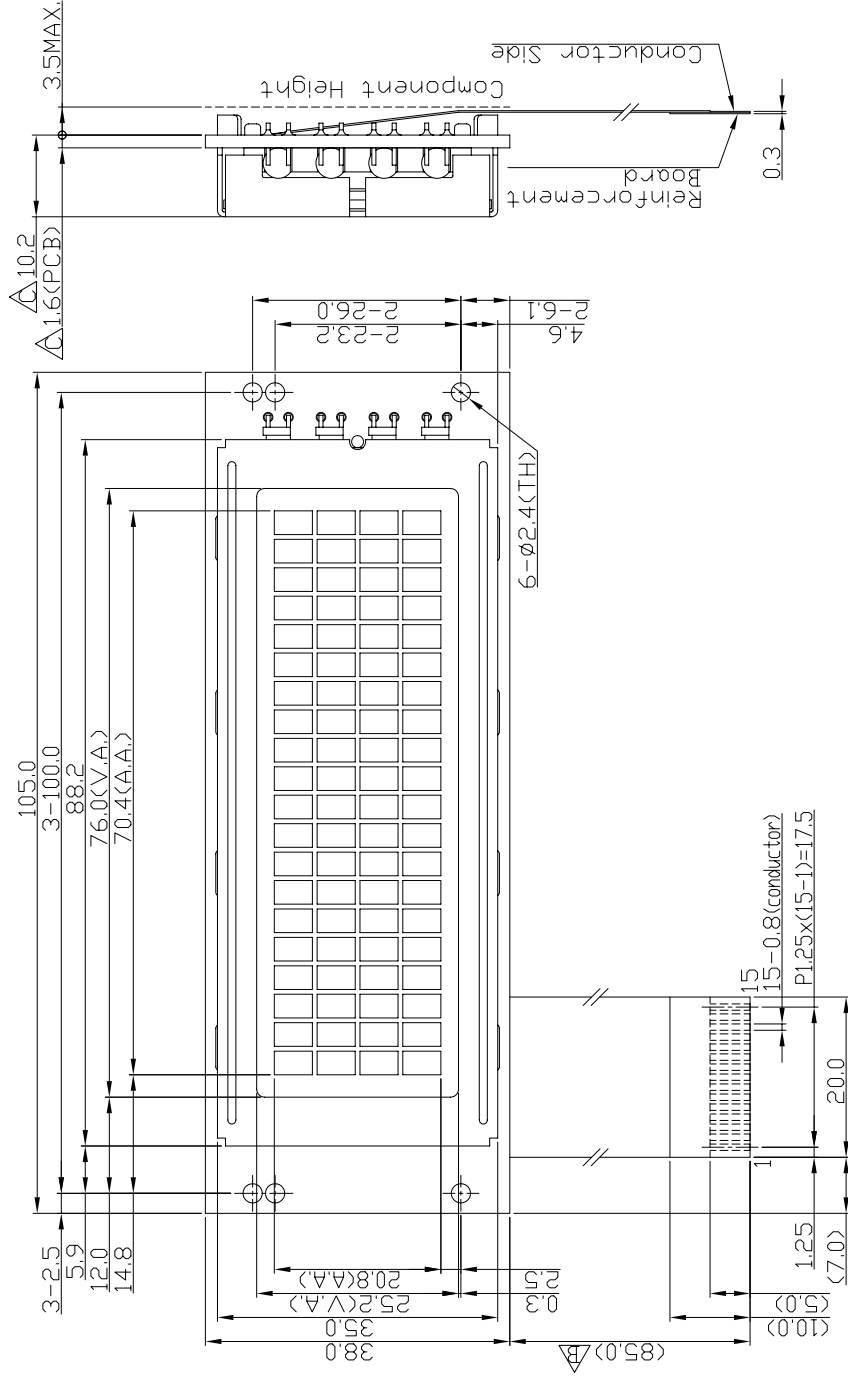 3.5MAX.
Component Height
Conductor Side
Reinforcement
Board
0.3
C 10.2
C 1.6(PCB)
2-26.0
2-23.2
2-6.1
4.6
6-Ø2.4(TH)
105.0
3-100.0
88.2
76.0(V.A.)
70.4(A.A.)
3-2.5
5.9
12.0
14.8
20.8(A.A.)
25.2(V.A.)
35.0
38.0
2.5
0.3
(85.0) B
1
15
15-0.8(conductor)
P1.25x(15-1)=17.5
20.0
1.25
(7.0)
(5.0)
(10.0)